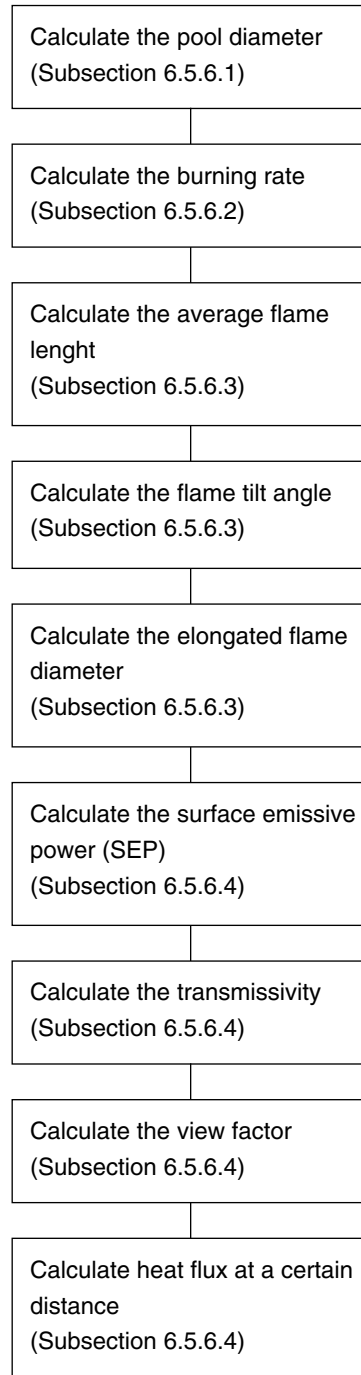 Calculate the pool diameter
(Subsection 6.5.6.1)
Calculate the burning rate
(Subsection 6.5.6.2)
Calculate the average flame
lenght
(Subsection 6.5.6.3)
Calculate the flame tilt angle
(Subsection 6.5.6.3)
Calculate the elongated flame
diameter
(Subsection 6.5.6.3)
Calculate the surface emissive
power (SEP)
(Subsection 6.5.6.4)
Calculate the transmissivity
(Subsection 6.5.6.4)
Calculate the view factor
(Subsection 6.5.6.4)
Calculate heat flux at a certain
distance
(Subsection 6.5.6.4)